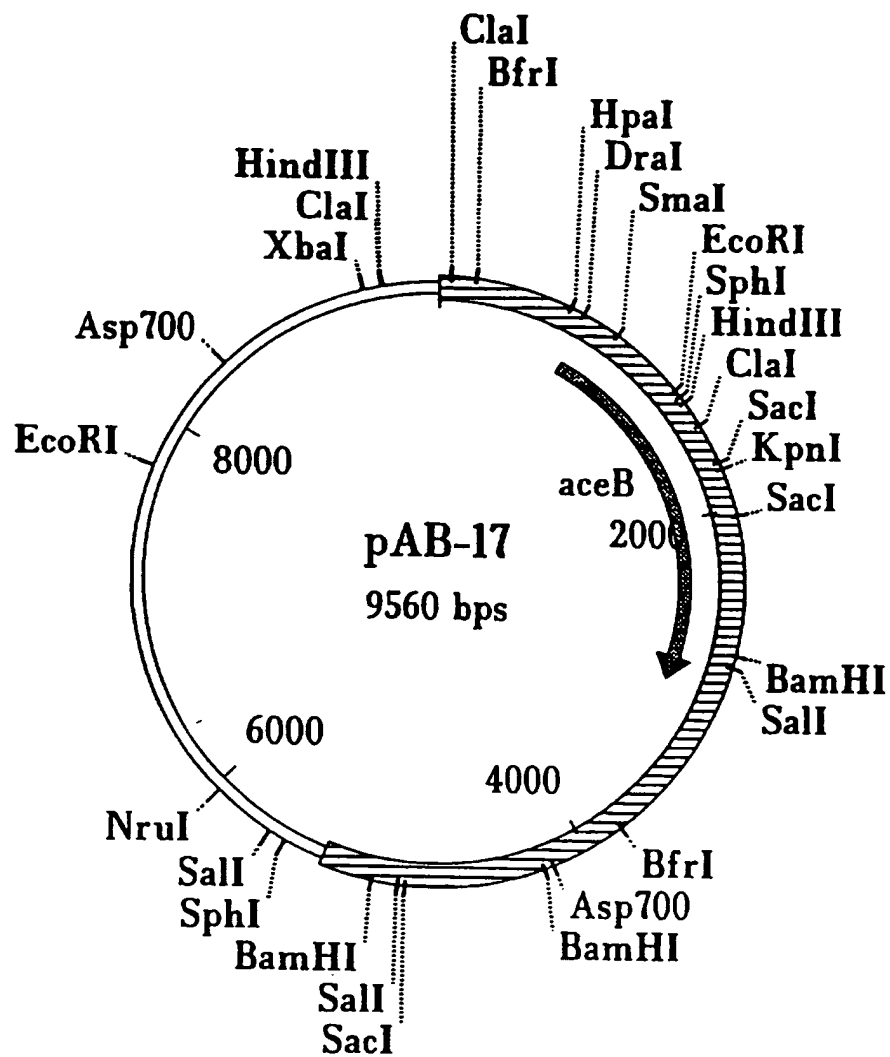 ClaI
BfrI
HpaI
DraI
SmaI
EcoRI
SphI
HindIII
ClaI
SacI
KpnI
SacI
BamHI
SalI
BfrI
Asp700
BamHI
SacI
SalI
BamHI
SphI
SalI
NruI
EcoRI
Asp700
XbaI
ClaI
HindIII
8000
aceB
2000
pAB-17
9560 bps
6000
4000